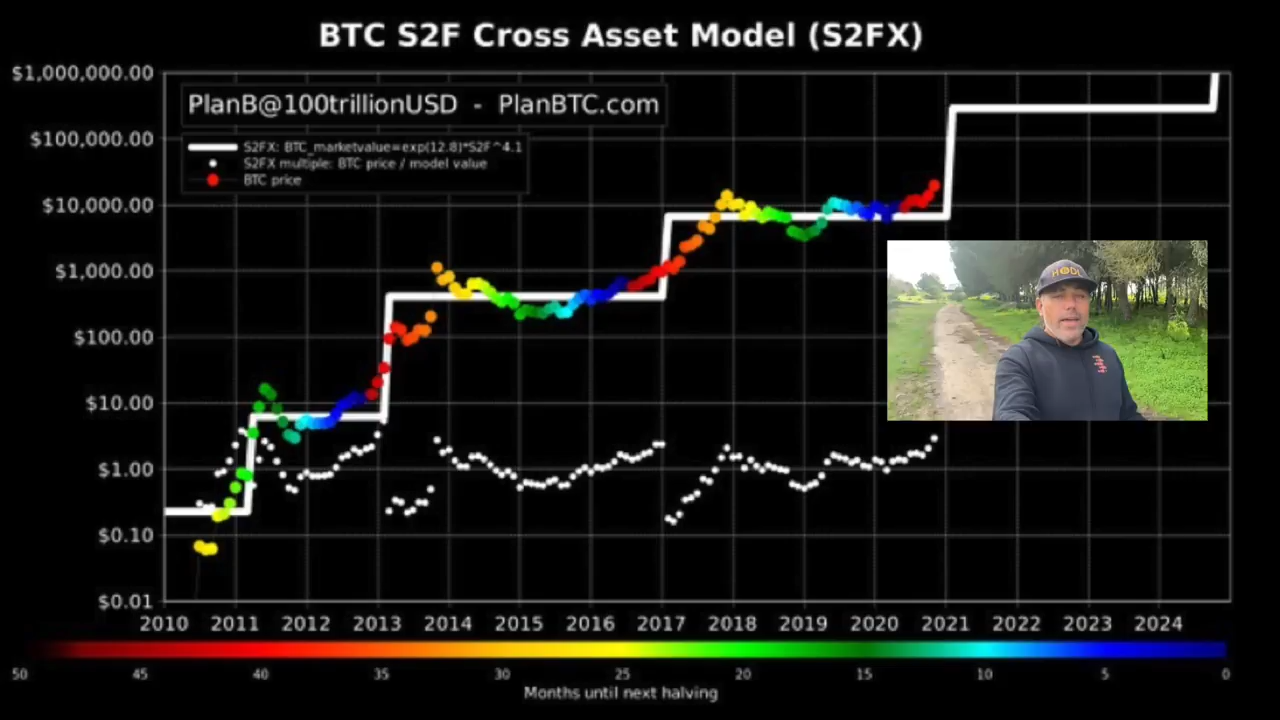 BTC S2F Cross Asset Model (S2FX)
$1,000,000.00
PlanB@100trillionUSD - PlanBTC.com
$100,000.00
S2FX: BTC_marketvalue=exp(12.8)*S2F^4.1
S2FX multiple: BTC price / model value
BTC price
$10,000.00
$1,000.00
$100.00
$10.00
$1.00
$0.10
$0.01
HODL
2010 2011 2012 2013 2014 2015 2016 2017 2018 2019 2020 2021 2022 2023 2024
50 45 40 35 30 25 20 15 10 5 0
Months until next halving